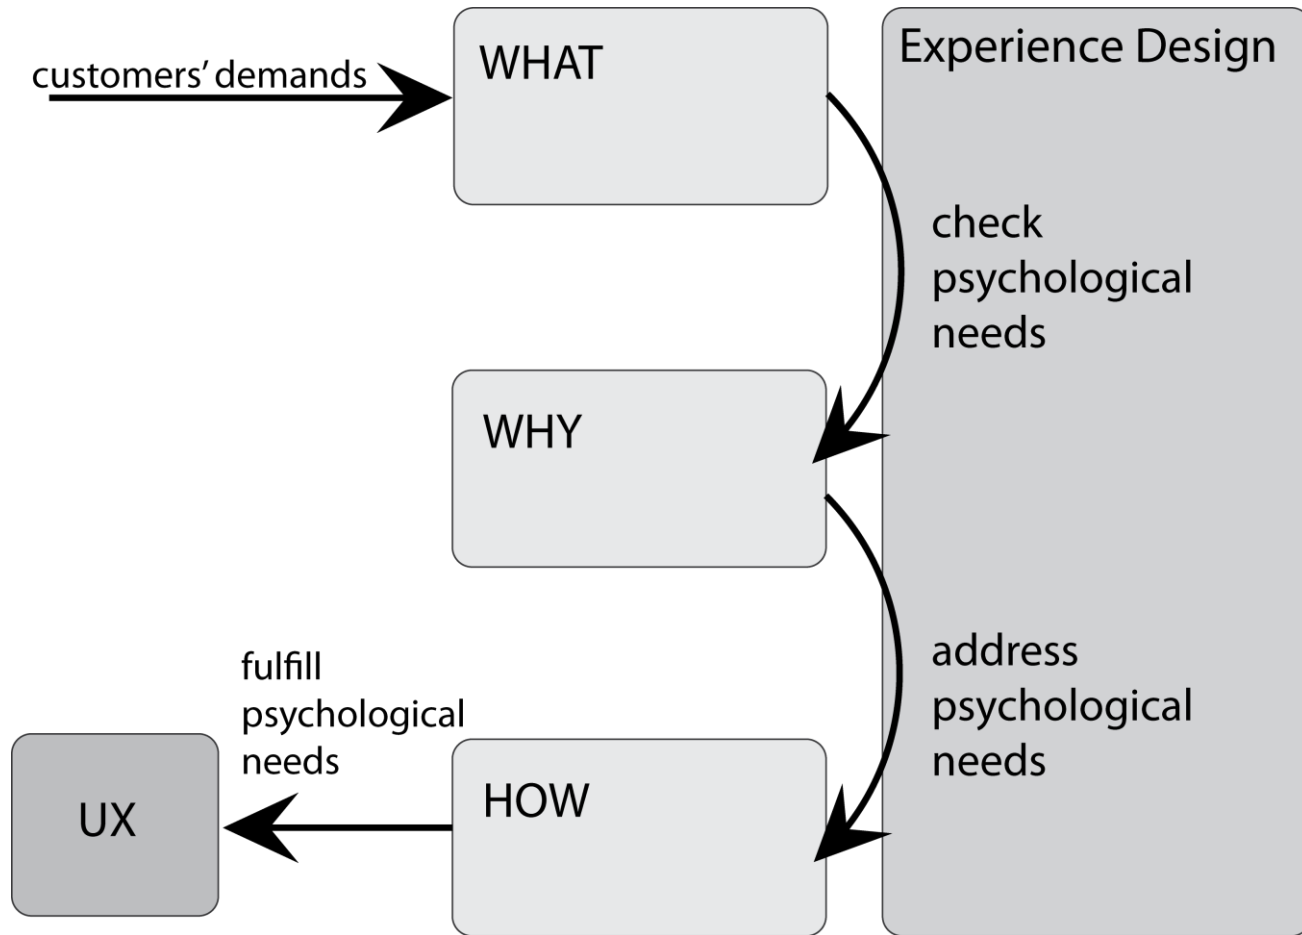 customers’ demands
WHAT
Experience Design
check
psychological
needs
WHY
address
psychological
needs
HOW
fulfill
psychological
needs
UX